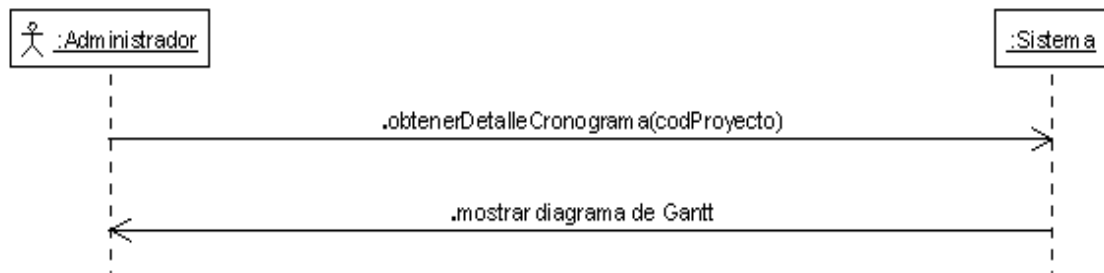 :Administrador
:Sistema
.obtenerDetalleCronograma(codProyecto)
.mostrar diagrama de Gantt